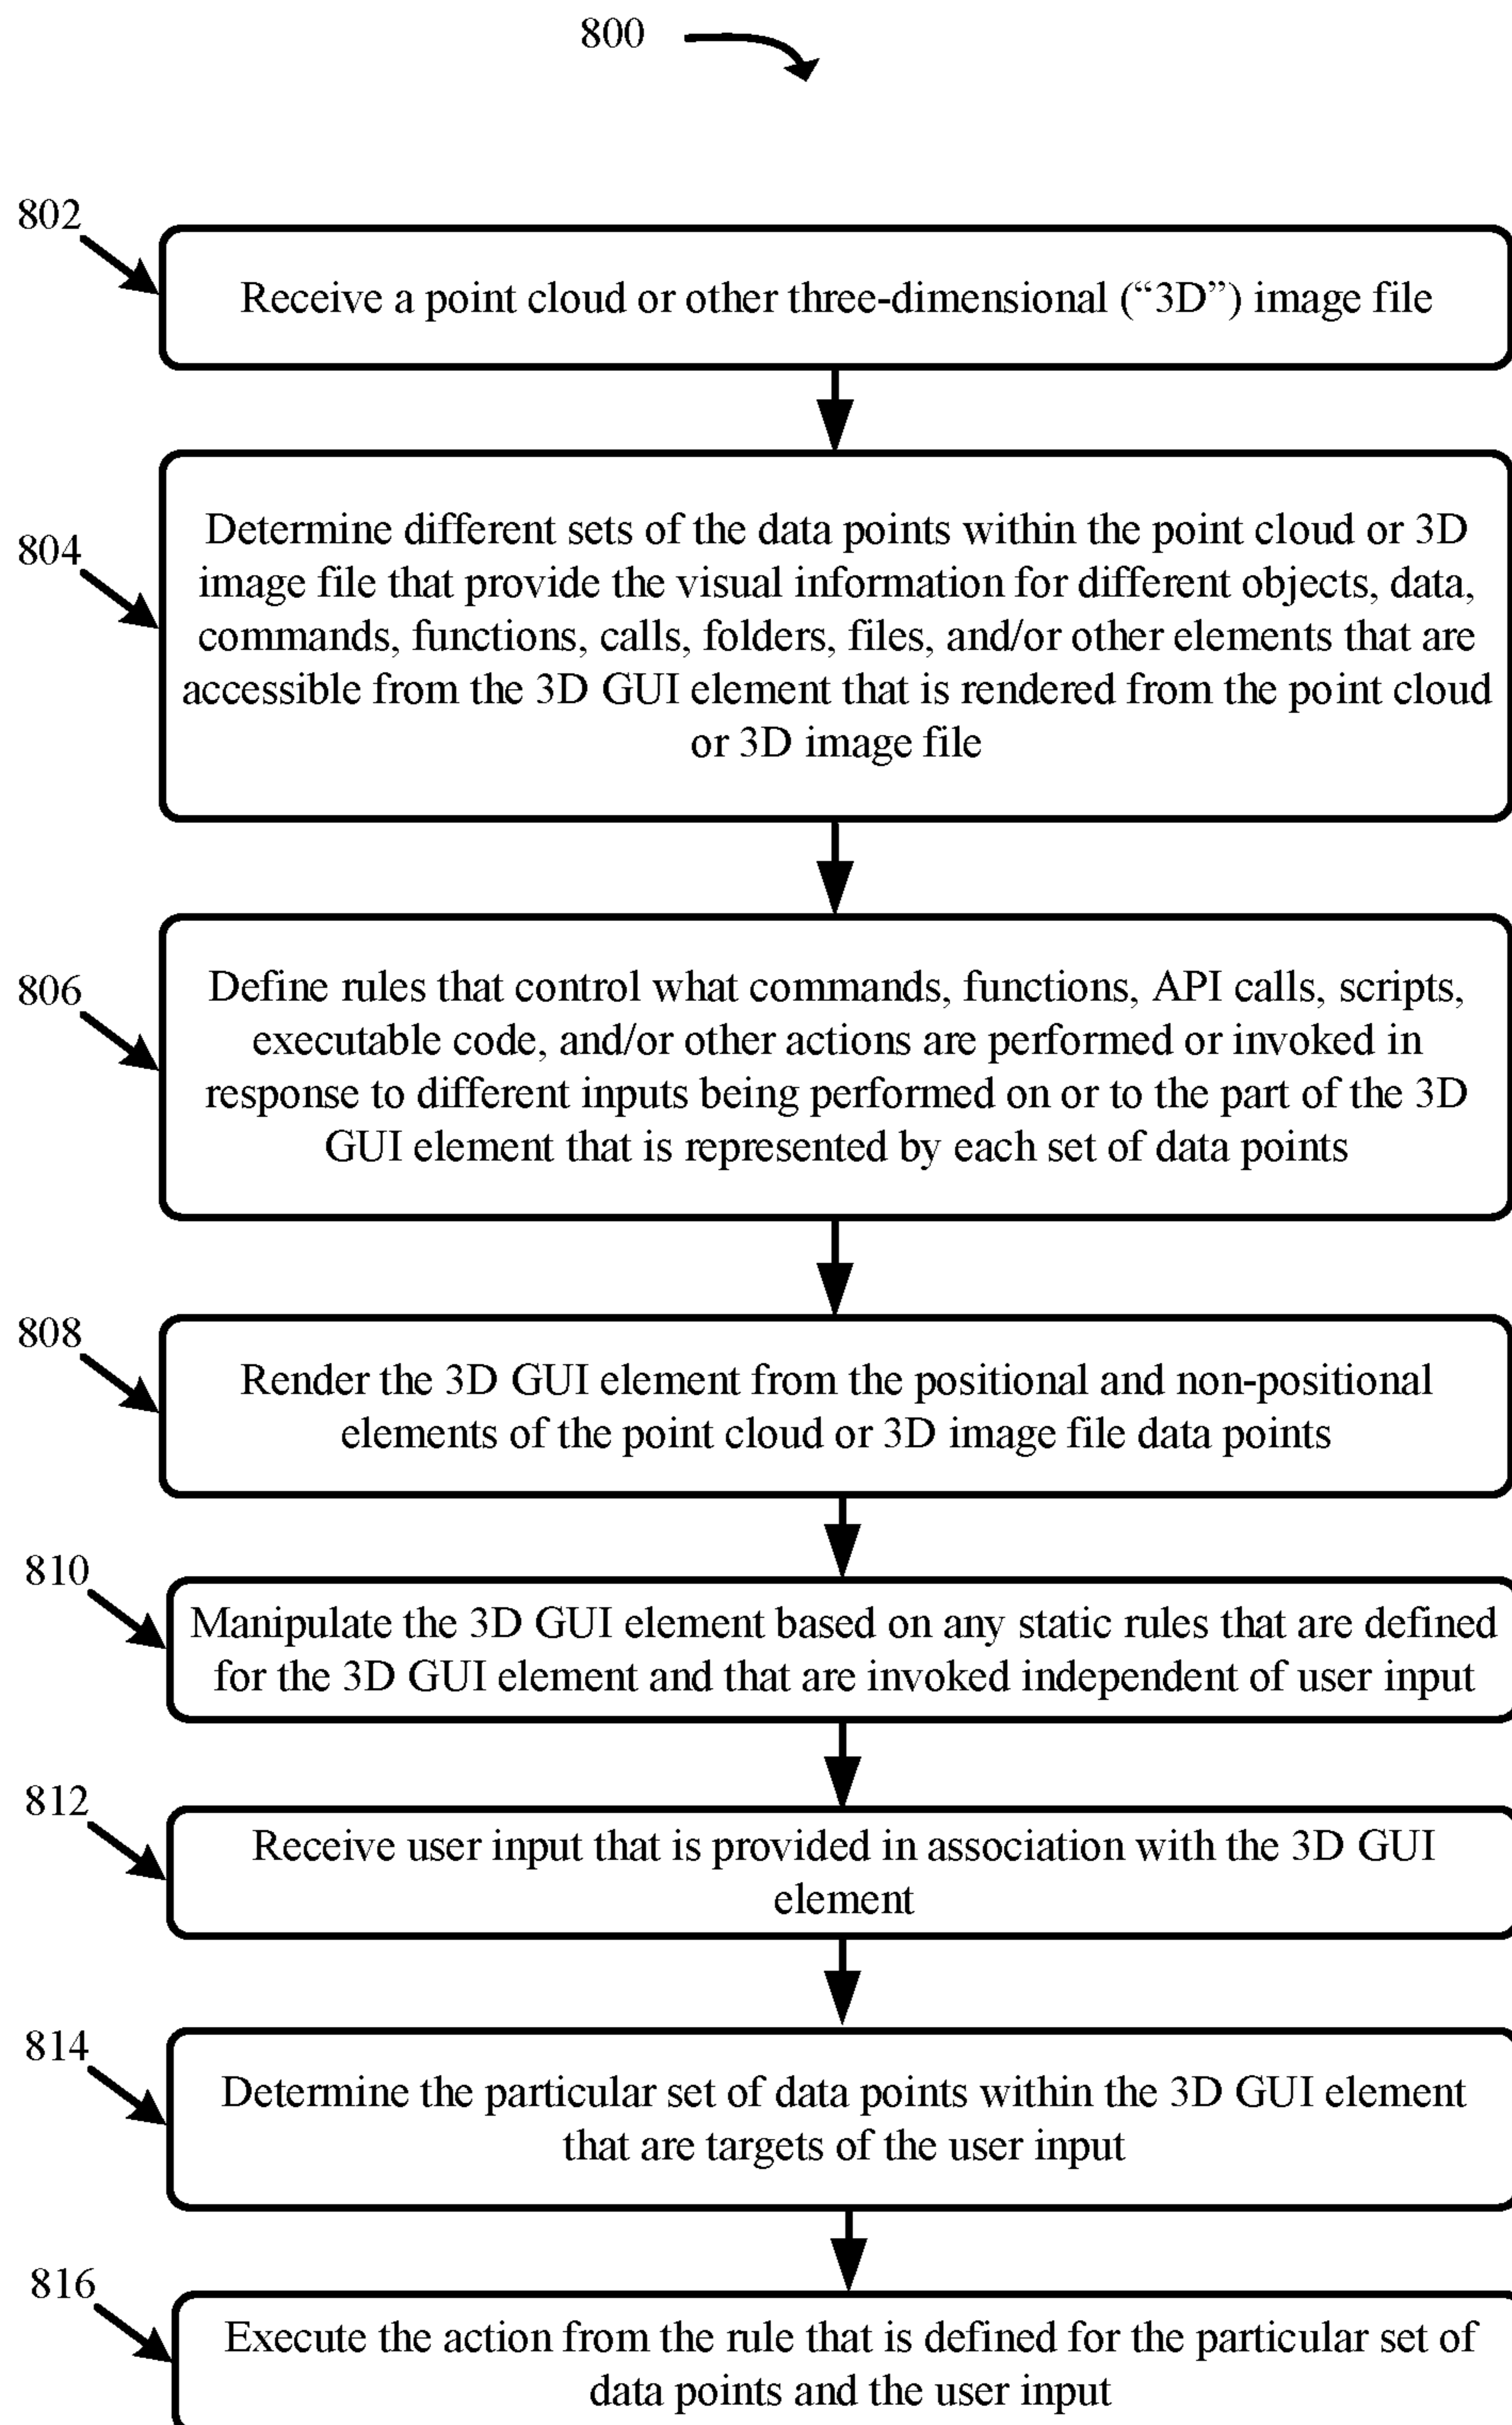 800
802
Receive a point cloud or other three-dimensional (“3D”) image file
804
Determine different sets of the data points within the point cloud or 3D
image file that provide the visual information for different objects, data,
commands, functions, calls, folders, files, and/or other elements that are
accessible from the 3D GUI element that is rendered from the point cloud
or 3D image file
806
Define rules that control what commands, functions, API calls, scripts,
executable code, and/or other actions are performed or invoked in
response to different inputs being performed on or to the part of the 3D
GUI element that is represented by each set of data points
808
Render the 3D GUI element from the positional and non-positional
elements of the point cloud or 3D image file data points
810
Manipulate the 3D GUI element based on any static rules that are defined
for the 3D GUI element and that are invoked independent of user input
812
Receive user input that is provided in association with the 3D GUI
element
814
Determine the particular set of data points within the 3D GUI element
that are targets of the user input
816
Execute the action from the rule that is defined for the particular set of
data points and the user input